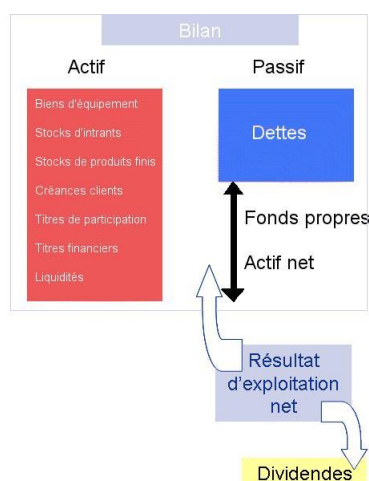 Bilan
Actif
Passif
Biens d'équipement
Stocks d'intrants
Stocks de produits finis
Créances clients
Titres de participation
Titres financiers
Liquidités
Dettes
Fonds propres
Actif net
Résultat
d'exploitation
net
Dividendes